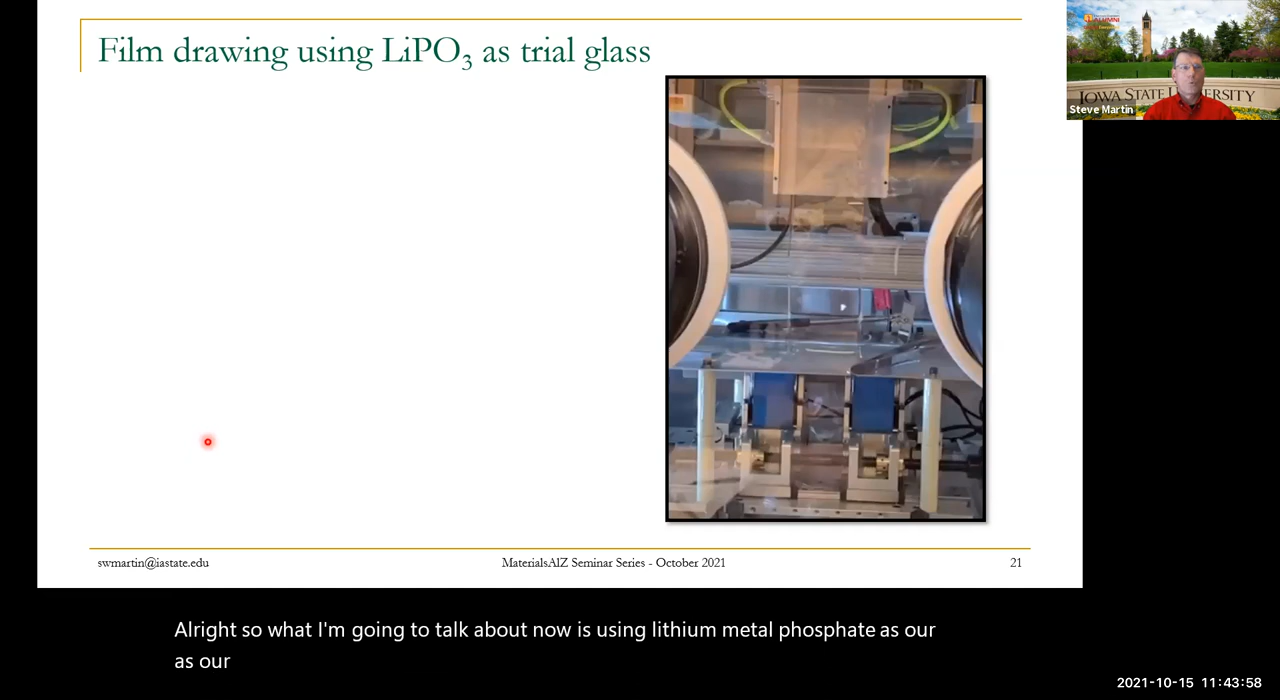 Film drawing using LiPO₃ as trial glass
ALUMNI
IOWA STATE UNIVERSITY
Steve Martin
swmartin@iastate.edu
MaterialsAlZ Seminar Series - October 2021
21
Alright so what I'm going to talk about now is using lithium metal phosphate as our
as our
2021-10-15 11:43:58